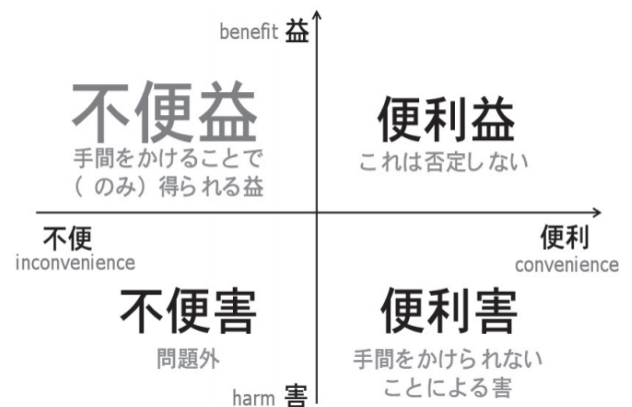 benefit 益
不便益
手間をかけることで
(のみ)得られる益
便利益
これは否定しない
不便
inconvenience
便利
convenience
不便害
問題外
便利害
手間をかけられない
ことによる害
harm 害